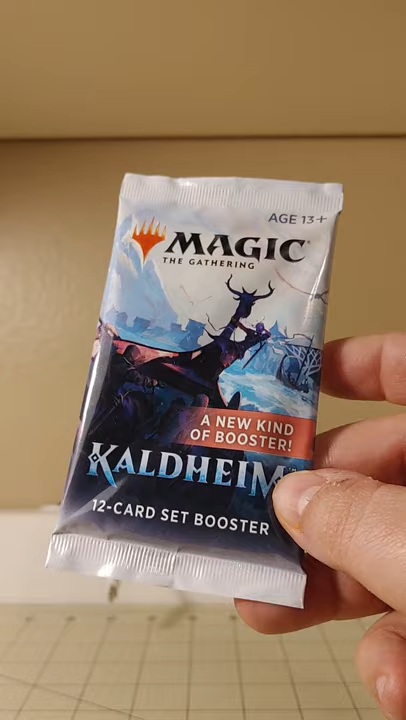 AGE 13+
MAGIC®
THE GATHERING
A NEW KIND
OF BOOSTER!
KALDHEIM
12-CARD SET BOOSTER